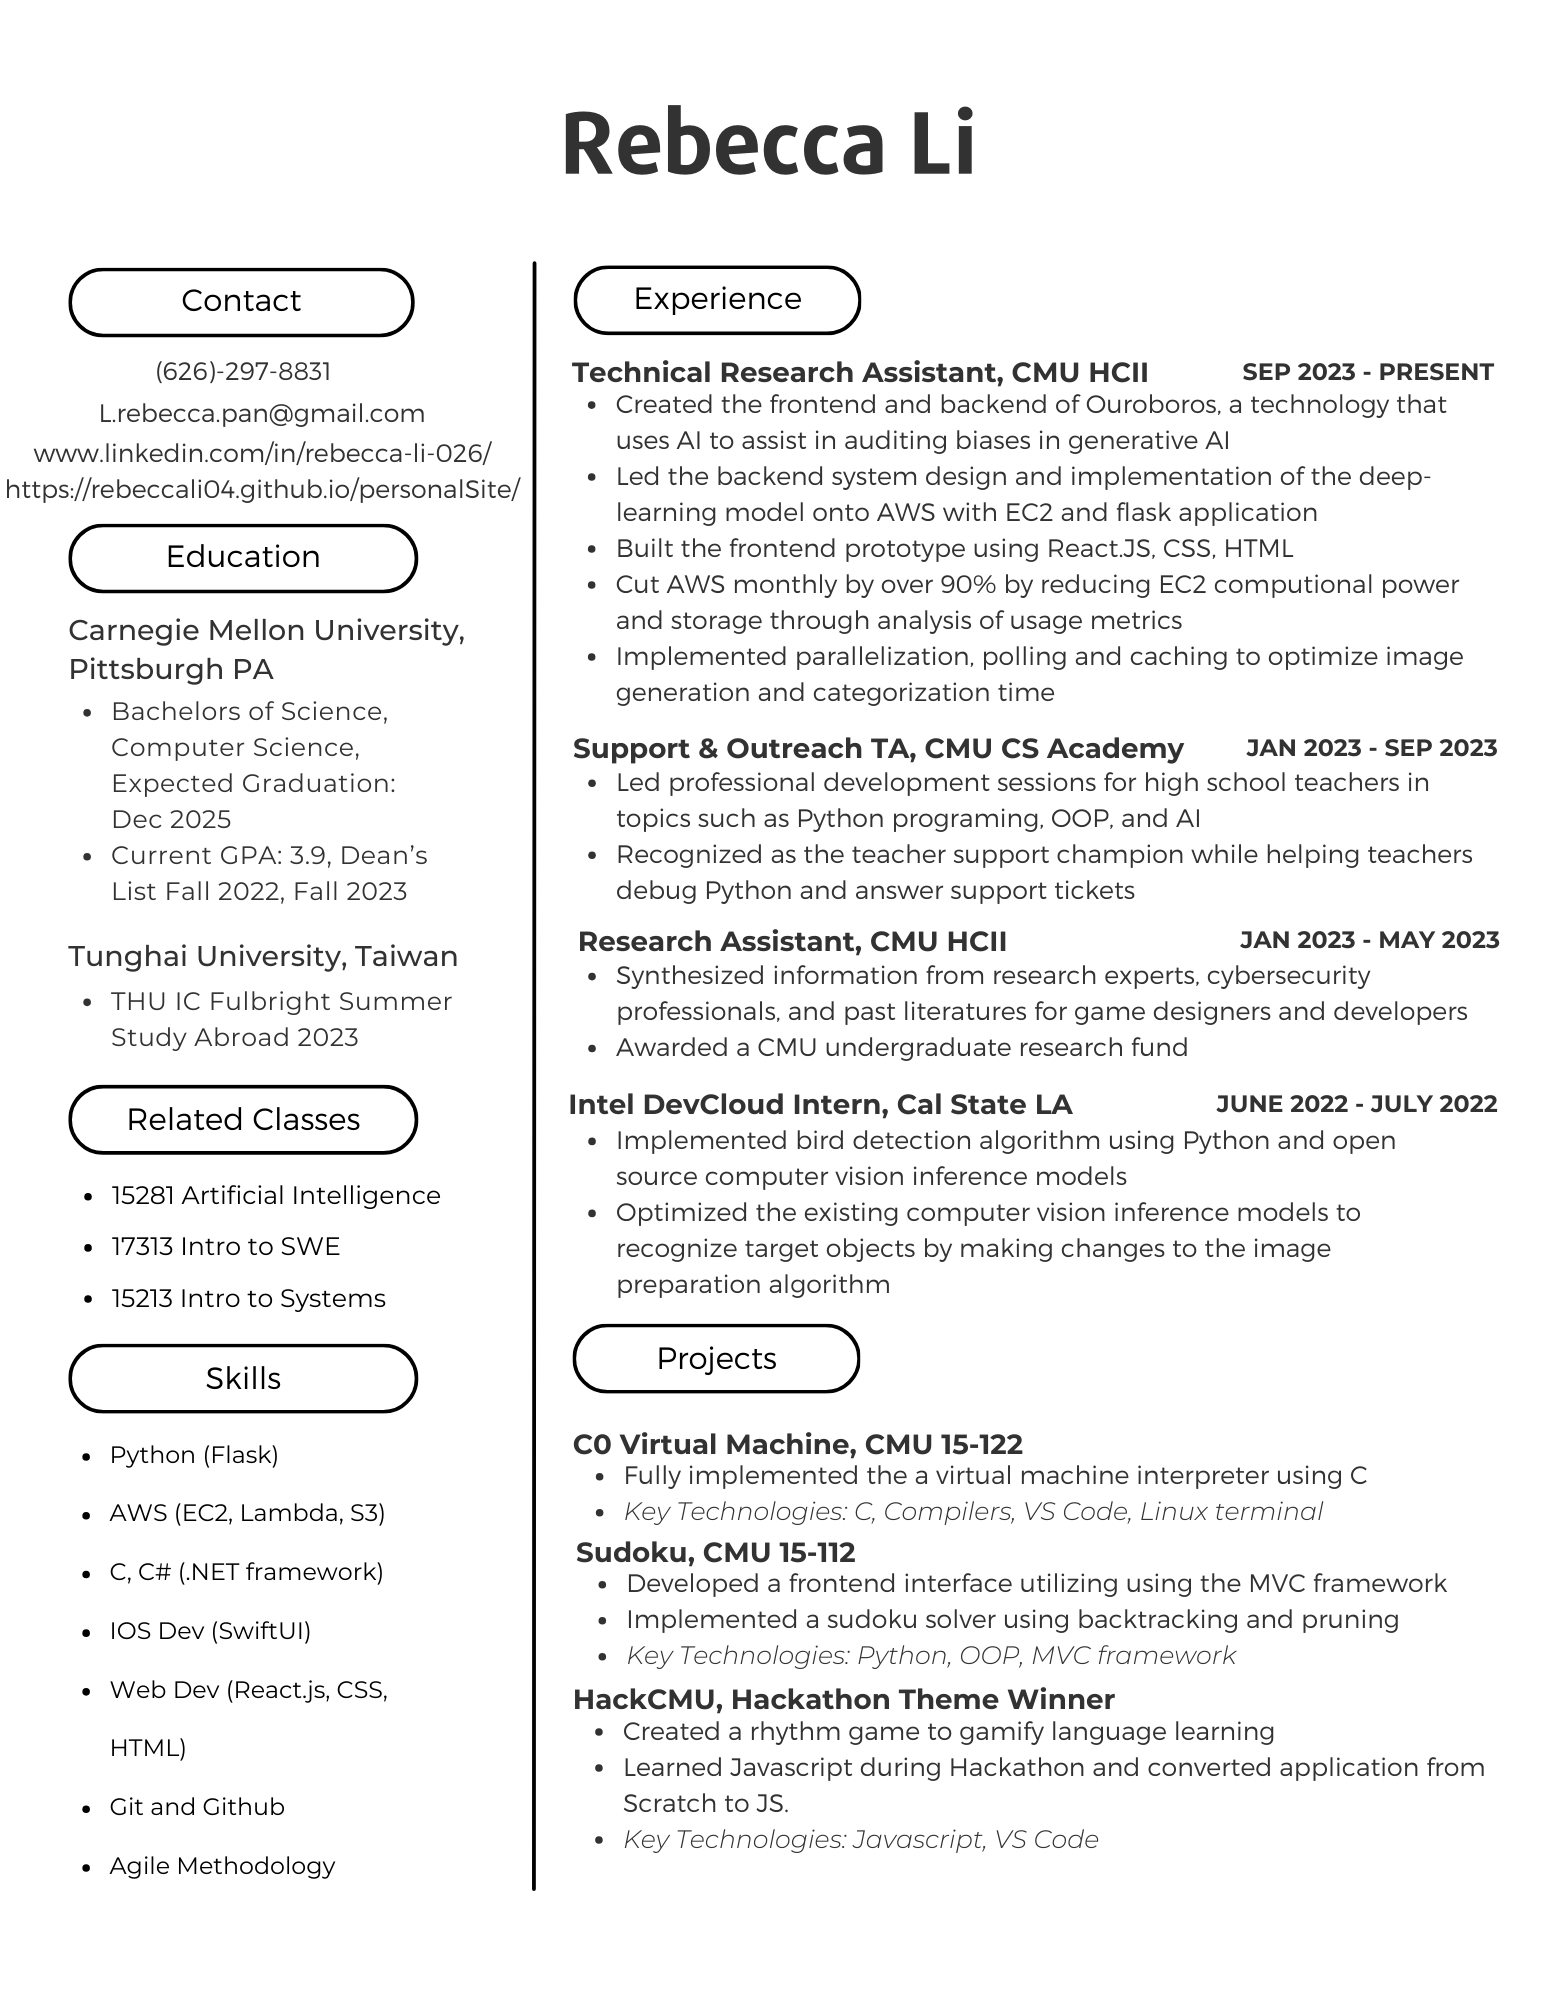 Rebecca Li
Contact
(626)-297-8831
L.rebecca.pan@gmail.com
www.linkedin.com/in/rebecca-li-026/
https://rebeccali04.github.io/personalSite/
Education
Carnegie Mellon University,
Pittsburgh PA
• Bachelors of Science,
Computer Science,
Expected Graduation:
Dec 2025
• Current GPA: 3.9, Dean’s
List Fall 2022, Fall 2023
Tunghai University, Taiwan
• THU IC Fulbright Summer
Study Abroad 2023
Related Classes
• 15281 Artificial Intelligence
• 17313 Intro to SWE
• 15213 Intro to Systems
Skills
• Python (Flask)
• AWS (EC2, Lambda, S3)
• C, C# (.NET framework)
• IOS Dev (SwiftUI)
• Web Dev (React.js, CSS,
HTML)
• Git and Github
• Agile Methodology
Experience
Technical Research Assistant, CMU HCII SEP 2023 - PRESENT
• Created the frontend and backend of Ouroboros, a technology that
uses AI to assist in auditing biases in generative AI
• Led the backend system design and implementation of the deep-
learning model onto AWS with EC2 and flask application
• Built the frontend prototype using React.JS, CSS, HTML
• Cut AWS monthly by over 90% by reducing EC2 computional power
and storage through analysis of usage metrics
• Implemented parallelization, polling and caching to optimize image
generation and categorization time
Support & Outreach TA, CMU CS Academy JAN 2023 - SEP 2023
• Led professional development sessions for high school teachers in
topics such as Python programing, OOP, and AI
• Recognized as the teacher support champion while helping teachers
debug Python and answer support tickets
Research Assistant, CMU HCII JAN 2023 - MAY 2023
• Synthesized information from research experts, cybersecurity
professionals, and past literatures for game designers and developers
• Awarded a CMU undergraduate research fund
Intel DevCloud Intern, Cal State LA JUNE 2022 - JULY 2022
• Implemented bird detection algorithm using Python and open
source computer vision inference models
• Optimized the existing computer vision inference models to
recognize target objects by making changes to the image
preparation algorithm
Projects
C0 Virtual Machine, CMU 15-122
• Fully implemented the a virtual machine interpreter using C
• Key Technologies: C, Compilers, VS Code, Linux terminal
Sudoku, CMU 15-112
• Developed a frontend interface utilizing using the MVC framework
• Implemented a sudoku solver using backtracking and pruning
• Key Technologies: Python, OOP, MVC framework
HackCMU, Hackathon Theme Winner
• Created a rhythm game to gamify language learning
• Learned Javascript during Hackathon and converted application from
Scratch to JS.
• Key Technologies: Javascript, VS Code